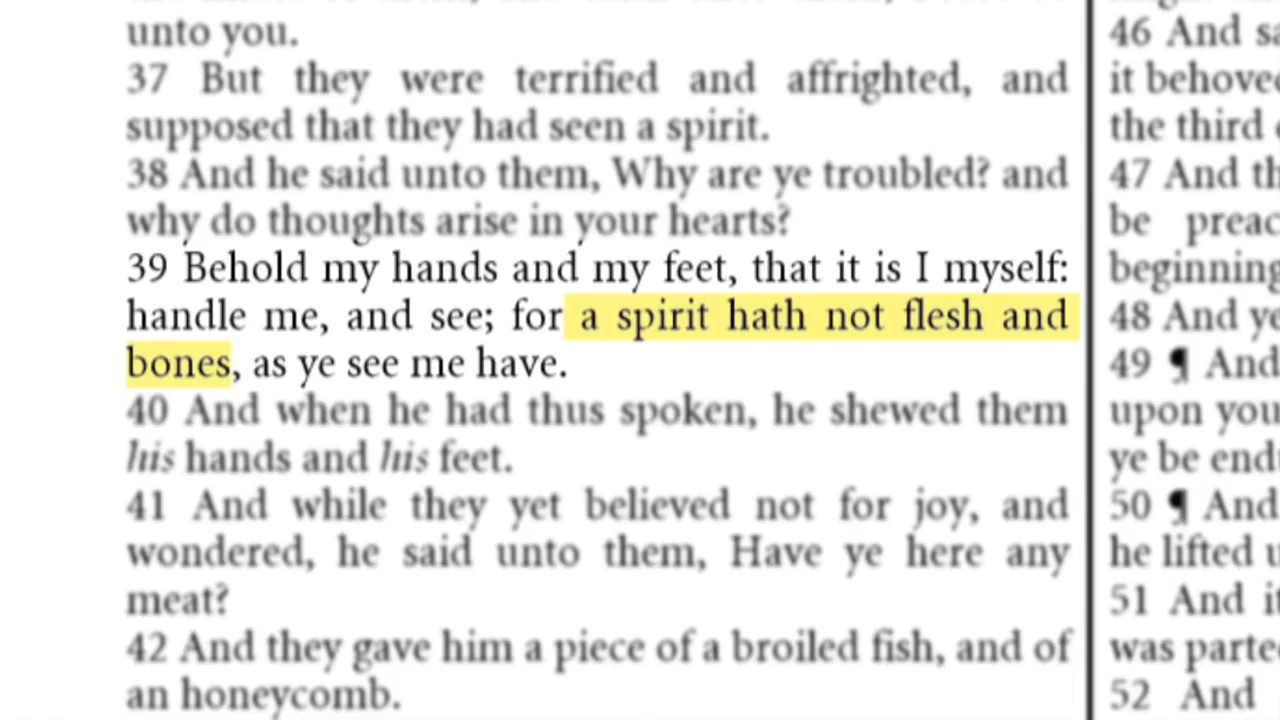 unto you.
37 But they were terrified and affrighted, and
supposed that they had seen a spirit.
38 And he said unto them, Why are ye troubled? and
why do thoughts arise in your hearts?
39 Behold my hands and my feet, that it is I myself:
handle me, and see; for a spirit hath not flesh and
bones, as ye see me have.
40 And when he had thus spoken, he shewed them
his hands and his feet.
41 And while they yet believed not for joy, and
wondered, he said unto them, Have ye here any
meat?
42 And they gave him a piece of a broiled fish, and of
an honeycomb.
46 And
it
the third
47 And
be
beginning
48 And
49 ¶ And
upon you
ye be
50 ¶ And
he lifted
51 And
was
52 And